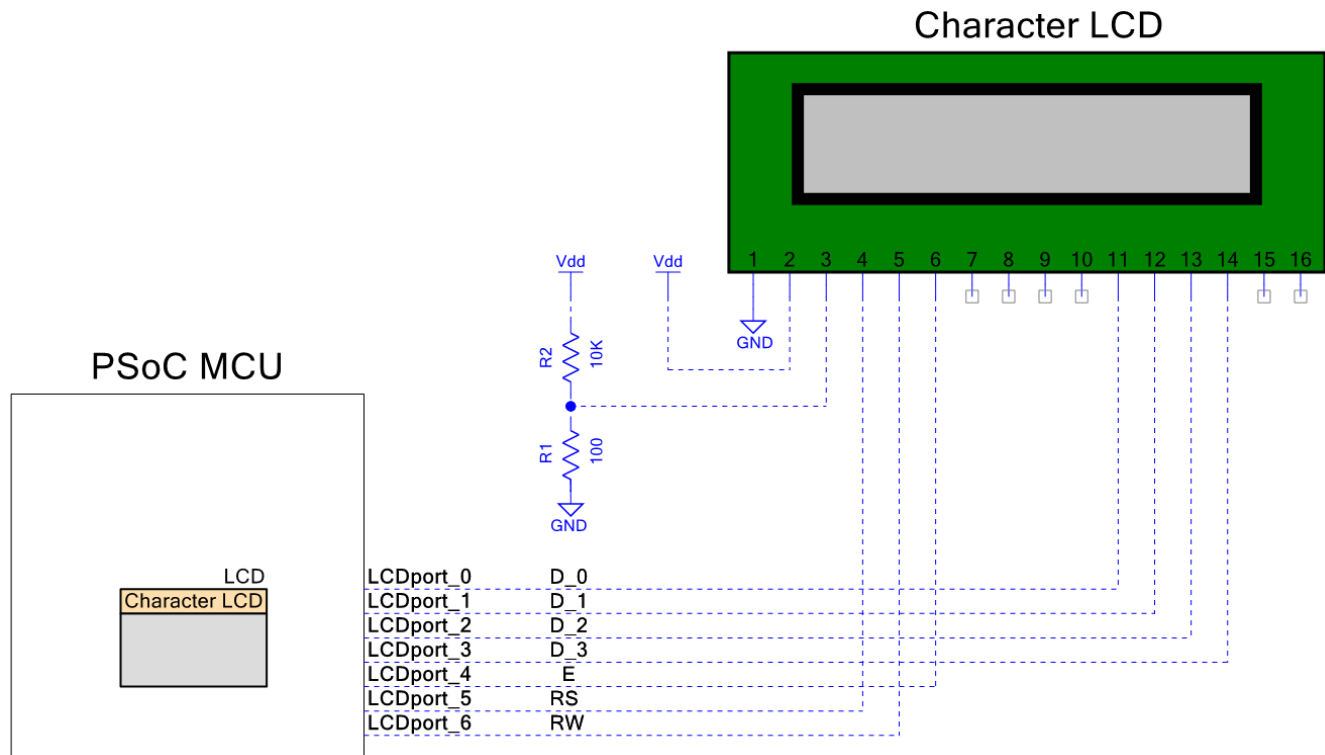 Character LCD
1 2 3 4 5 6 7 8 9 10 11 12 13 14 15 16
Vdd
Vdd
GND
R2
10K
R1
100
GND
PSoC MCU
LCD
Character LCD
LCDport_0 D_0
LCDport_1 D_1
LCDport_2 D_2
LCDport_3 D_3
LCDport_4 E
LCDport_5 RS
LCDport_6 RW